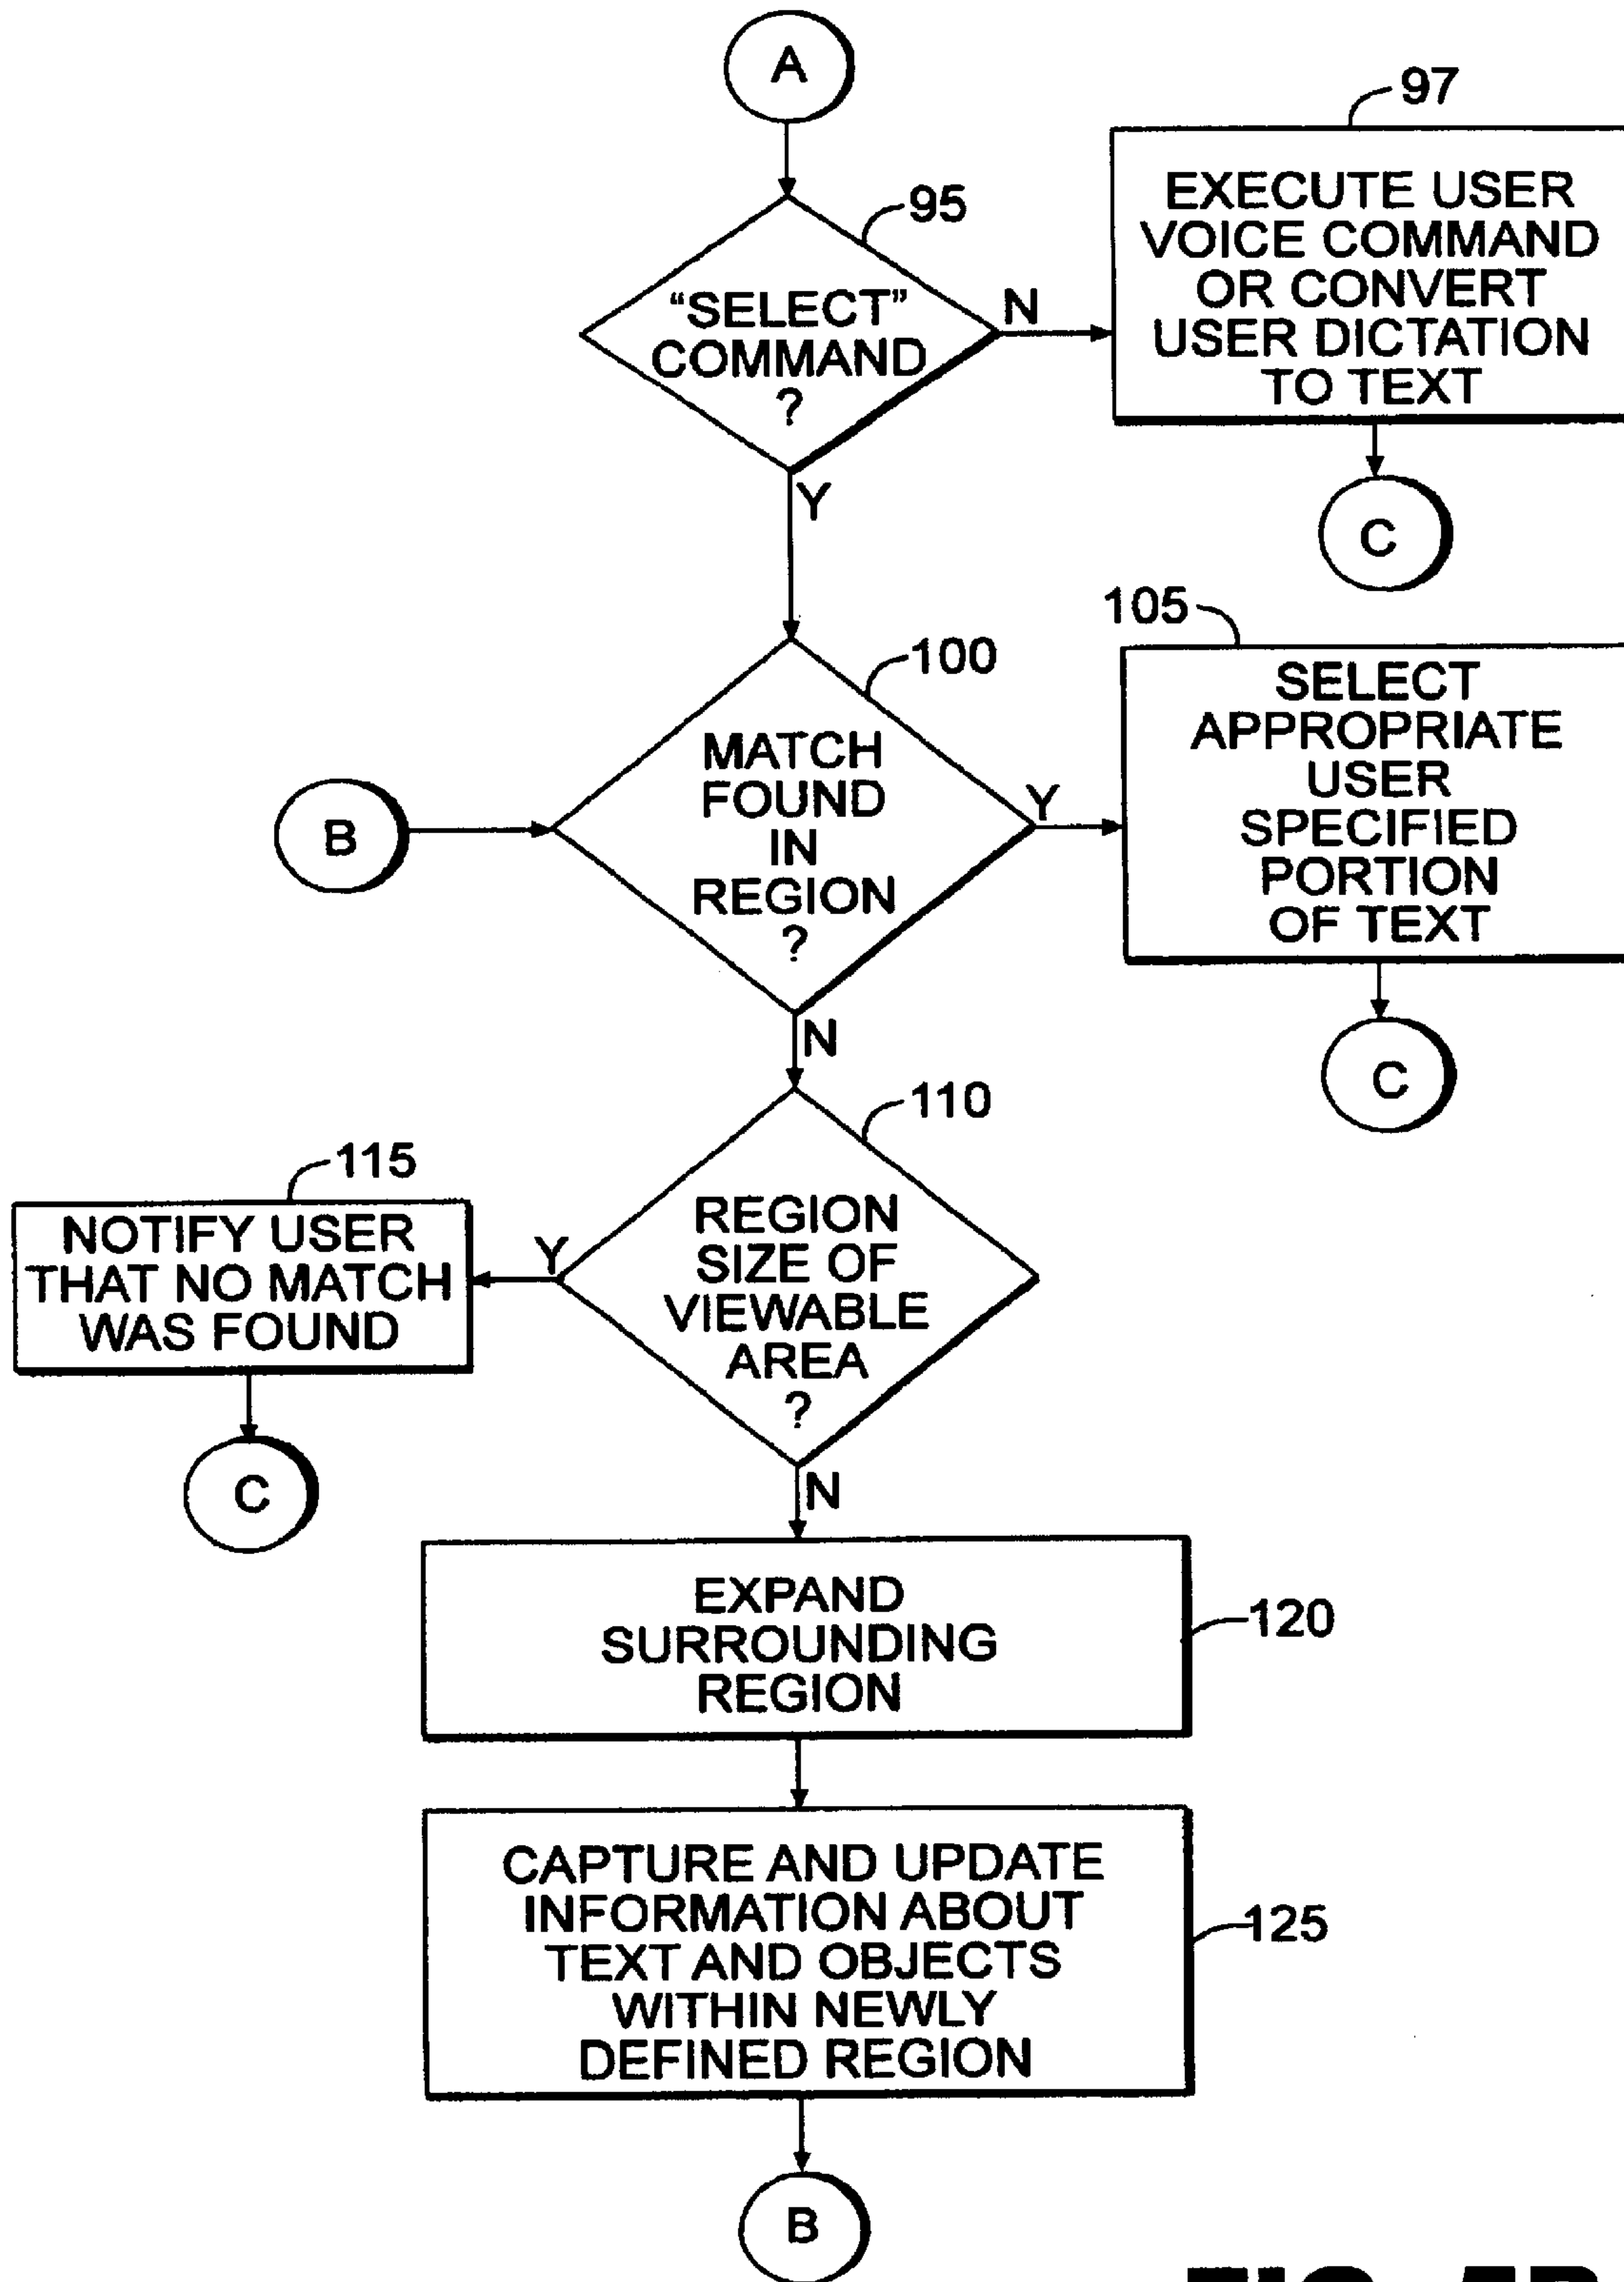 A
97
EXECUTE USER
VOICE COMMAND
OR CONVERT
USER DICTATION
TO TEXT
95
“SELECT”
COMMAND
?
N
Y
C
105
SELECT
APPROPRIATE
USER
SPECIFIED
PORTION
OF TEXT
100
MATCH
FOUND
IN
REGION
?
Y
B
N
C
110
REGION
SIZE OF
VIEWABLE
AREA
?
115
NOTIFY USER
THAT NO MATCH
WAS FOUND
Y
C
N
EXPAND
SURROUNDING
REGION
120
CAPTURE AND UPDATE
INFORMATION ABOUT
TEXT AND OBJECTS
WITHIN NEWLY
DEFINED REGION
125
B